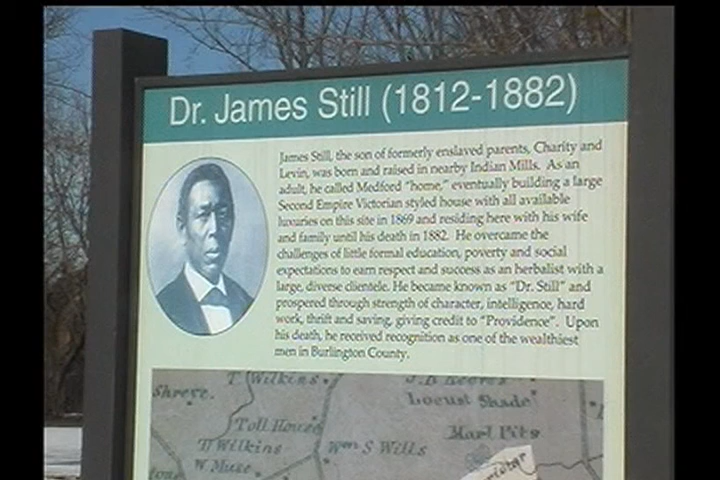 Dr. James Still (1812-1882)
James Still, the son of formerly enslaved parents, Charity and
Levin, was born and raised in nearby Indian Mills. As an
adult, he called Medford "home," eventually building a large
Second Empire Victorian styled house with all available
luxuries on this site in 1869 and residing here with his wife
and family until his death in 1882. He overcame the
challenges of little formal education, poverty and social
expectations to earn respect and success as an herbalist with a
large, diverse clientele. He became known as "Dr. Still" and
prospered through strength of character, intelligence, hard
work, thrift and saving, giving credit to "Providence". Upon
his death, he received recognition as one of the wealthiest
men in Burlington County.
T. Wilkins.
Shreve.
Locust Shade
Toll House
Marl Pits
T. Wilkins
Wm S Wills
W. Muse